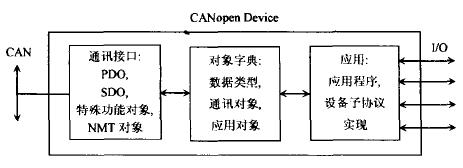 CANopen Device
CAN
I/O
通讯接口:
PDO,
SDO,
特殊功能对象,
NMT 对象
对象字典:
数据类型,
通讯对象,
应用对象
应用:
应用程序,
设备子协议
实现